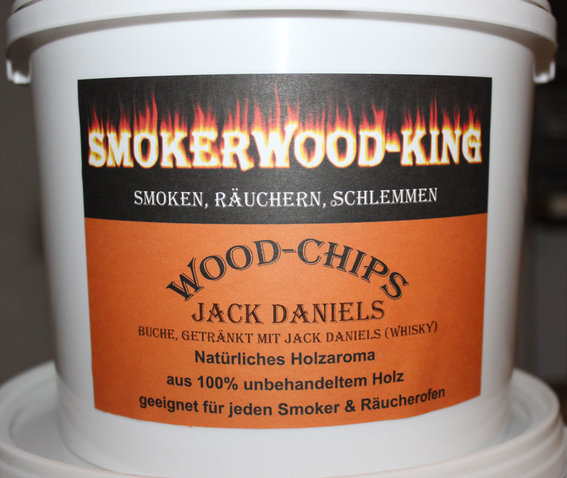 SMOKERWOOD-KING
SMOKEN, RÄUCHERN, SCHLEMMEN
WOOD-CHIPS
JACK DANIELS
BUCHE, GETRÄNKT MIT JACK DANIELS (WHISKY)
Natürliches Holzaroma
aus 100% unbehandeltem Holz
geeignet für jeden Smoker & Räucherofen